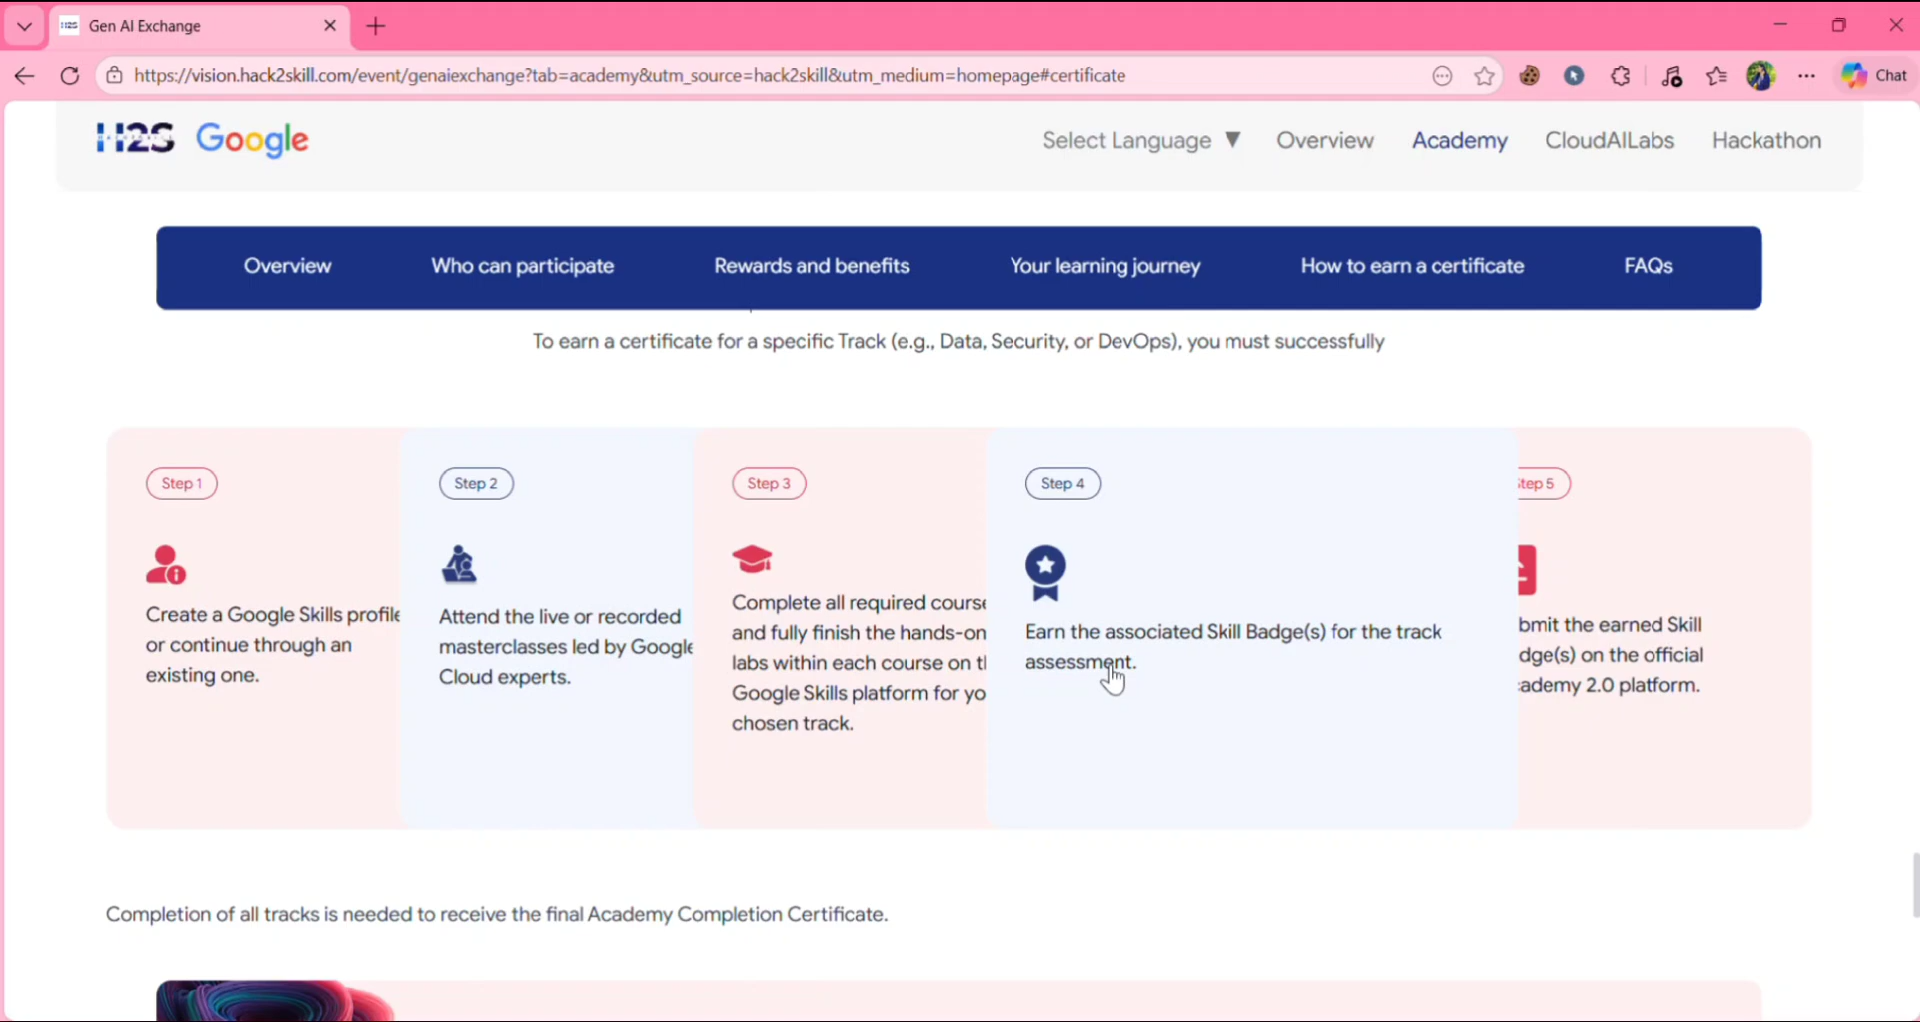 Gen AI Exchange
https://vision.hack2skill.com/event/genaiexchange?tab=academy&utm_source=hack2skill&utm_medium=homepage#certificate
Chat
H2S Google
Select Language ▼ Overview Academy CloudAILabs Hackathon
Overview Who can participate Rewards and benefits Your learning journey How to earn a certificate FAQs
To earn a certificate for a specific Track (e.g., Data, Security, or DevOps), you must successfully
Step 1
Create a Google Skills profile
or continue through an
existing one.
Step 2
Attend the live or recorded
masterclasses led by Google
Cloud experts.
Step 3
Complete all required course
and fully finish the hands-on
labs within each course on t
Google Skills platform for yo
chosen track.
Step 4
Earn the associated Skill Badge(s) for the track
assessment.
tep 5
bmit the earned Skill
dge(s) on the official
ademy 2.0 platform.
Completion of all tracks is needed to receive the final Academy Completion Certificate.